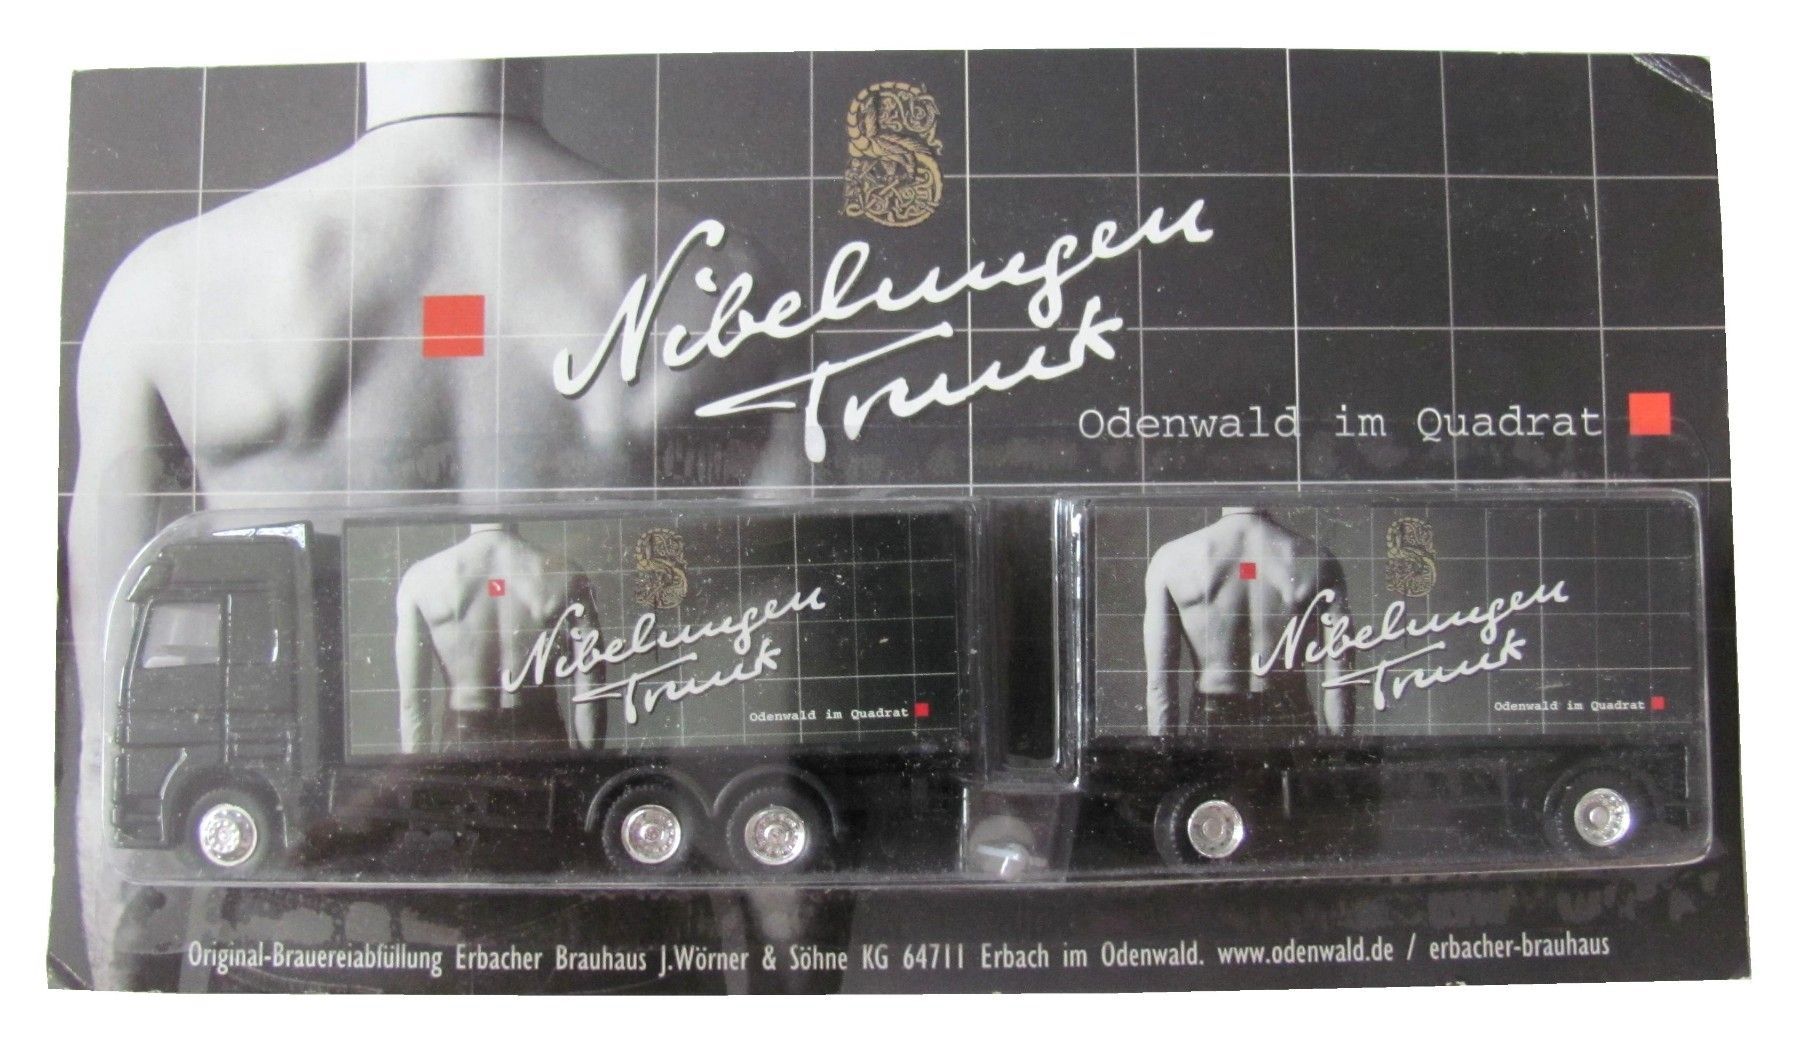 Nibelungen
Trunk
Odenwald im Quadrat
Nibelungen
Trunk
Odenwald im Quadrat
Nibelungen
Trunk
Odenwald im Quadrat
Original-Brauereiabfüllung Erbacher Brauhaus J.Wörner & Söhne KG 64711 Erbach im Odenwald. www.odenwald.de / erbacher-brauhaus